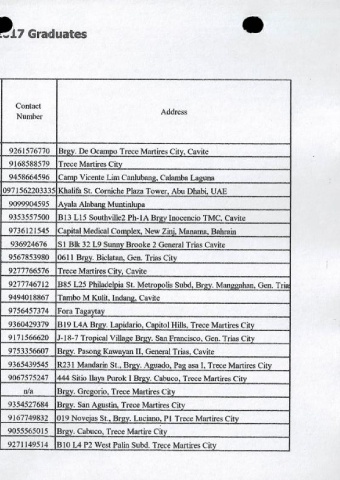 2017 Graduates
Contact Number Address
9261576770 Brgy. De Ocampo Trece Martires City, Cavite
9168588579 Trece Martires City
9458664596 Camp Vicente Lim Canlubang, Calamba Laguna
0971562203335 Khalifa St. Corniche Plaza Tower, Abu Dhabi, UAE
9099904595 Ayala Alabang Muntinlupa
9353557500 B13 L15 Southville2 Ph-1A Brgy Inocencio TMC, Cavite
9736121545 Capital Medical Complex, New Zinj, Manama, Bahrain
936924676 S1 Blk 32 L9 Sunny Brooke 2 General Trias Cavite
9567853980 0611 Brgy. Biclatan, Gen. Trias City
9277766576 Trece Martires City, Cavite
9277746712 B85 L25 Philadelpia St. Metropolis Subd, Brgy. Manggahan, Gen. Trias
9494018867 Tambo M Kulit, Indang, Cavite
9756457374 Fora Tagaytay
9360429379 B19 L4A Brgy. Lapidario, Capitol Hills, Trece Martires City
9171566620 J-18-7 Tropical Village Brgy. San Francisco, Gen. Trias City
9753356607 Brgy. Pasong Kawayan II, General Trias, Cavite
9365439545 R231 Mandarin St., Brgy. Aguado, Pag asa I, Trece Martires City
9067575247 444 Sitio Ilaya Purok I Brgy. Cabuco, Trece Martires City
n/a Brgy. Gregorio, Trece Martires City
9354527684 Brgy. San Agustin, Trece Martires City
9167749832 019 Novejas St., Brgy. Luciano, P1 Trece Martires City
9055565015 Brgy. Cabuco, Trece Martire City
9271149514 B10 L4 P2 West Palin Subd. Trece Martires City